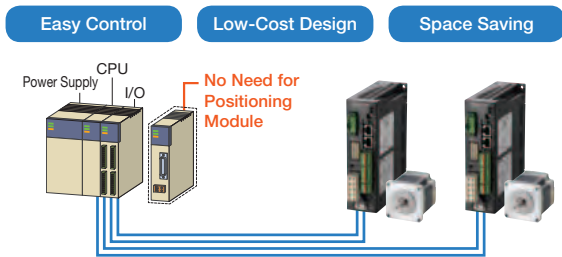 Easy Control
Low-Cost Design
Space Saving
Power Supply
CPU
I/O
No Need for
Positioning
Module